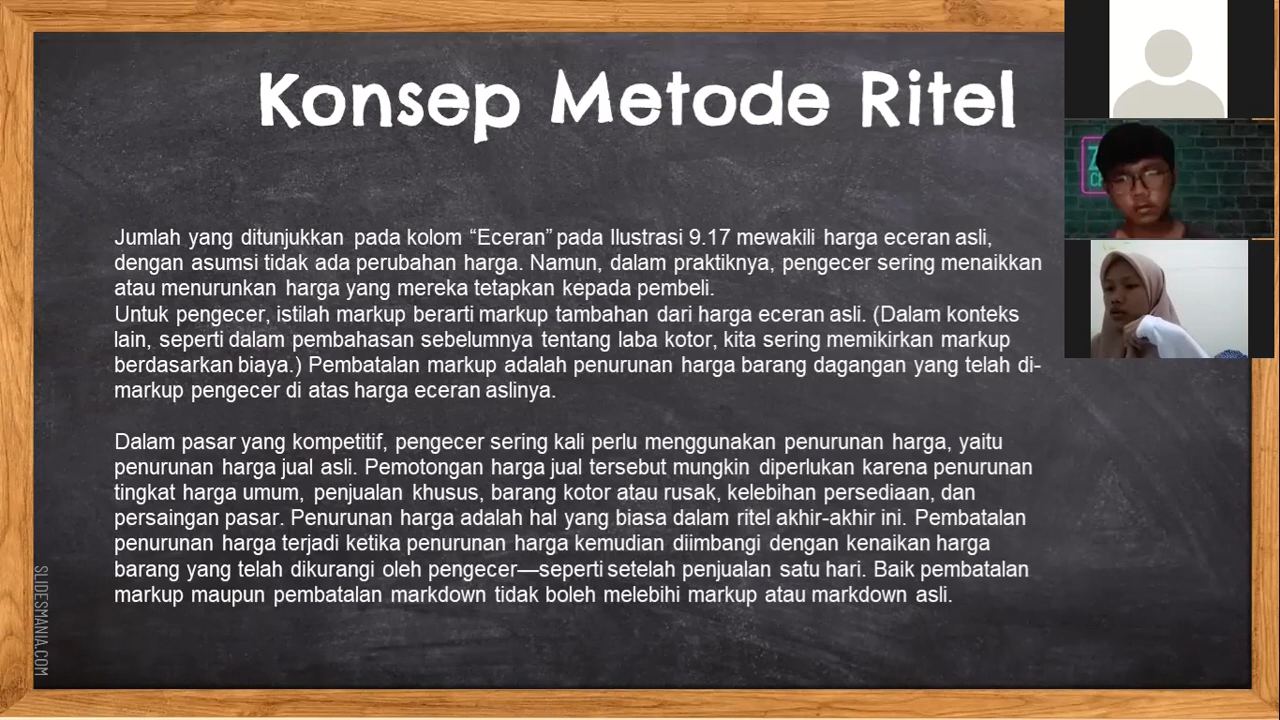 Konsep Metode Ritel
Jumlah yang ditunjukkan pada kolom “Eceran” pada Ilustrasi 9.17 mewakili harga eceran asli,
dengan asumsi tidak ada perubahan harga. Namun, dalam praktiknya, pengecer sering menaikkan
atau menurunkan harga yang mereka tetapkan kepada pembeli.
Untuk pengecer, istilah markup berarti markup tambahan dari harga eceran asli. (Dalam konteks
lain, seperti dalam pembahasan sebelumnya tentang laba kotor, kita sering memikirkan markup
berdasarkan biaya.) Pembatalan markup adalah penurunan harga barang dagangan yang telah di-
markup pengecer di atas harga eceran aslinya.
Dalam pasar yang kompetitif, pengecer sering kali perlu menggunakan penurunan harga, yaitu
penurunan harga jual asli. Pemotongan harga jual tersebut mungkin diperlukan karena penurunan
tingkat harga umum, penjualan khusus, barang kotor atau rusak, kelebihan persediaan, dan
persaingan pasar. Penurunan harga adalah hal yang biasa dalam ritel akhir-akhir ini. Pembatalan
penurunan harga terjadi ketika penurunan harga kemudian diimbangi dengan kenaikan harga
barang yang telah dikurangi oleh pengecer—seperti setelah penjualan satu hari. Baik pembatalan
markup maupun pembatalan markdown tidak boleh melebihi markup atau markdown asli.
SLIDESMANIA.COM